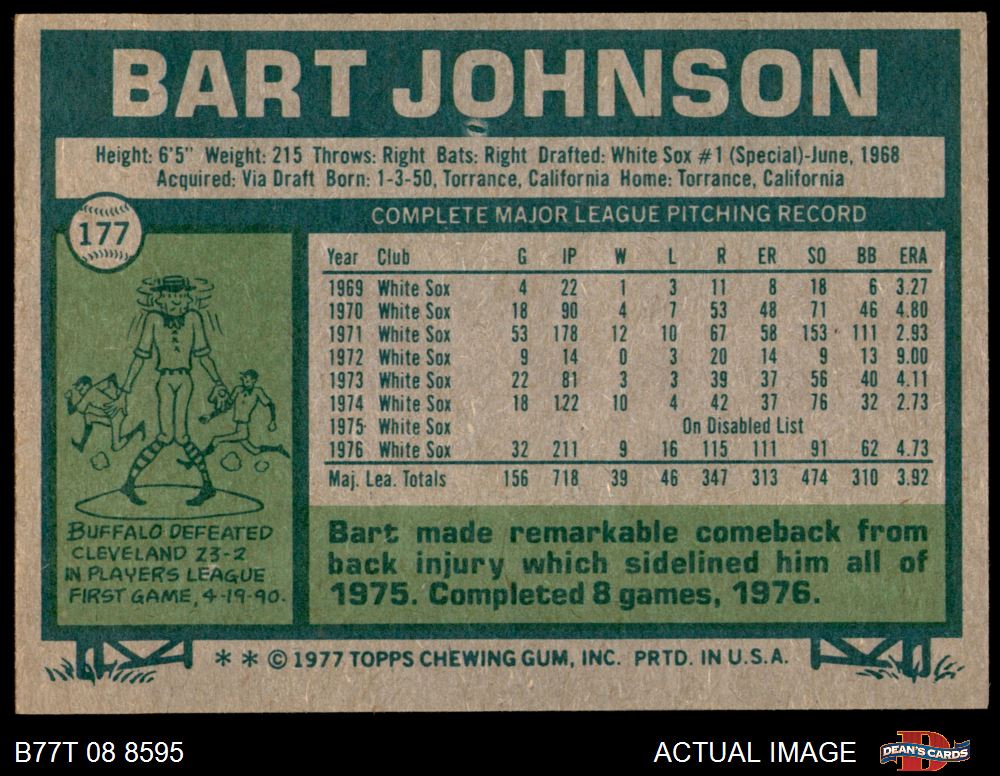 BART JOHNSON
Height: 6'5" Weight: 215 Throws: Right Bats: Right Drafted: White Sox #1 (Special)-June, 1968
Acquired: Via Draft Born: 1-3-50, Torrance, California Home: Torrance, California
177
COMPLETE MAJOR LEAGUE PITCHING RECORD
Year Club G IP W L R ER SO BB ERA
1969 White Sox 4 22 1 3 11 8 18 6 3.27
1970 White Sox 18 90 4 7 53 48 71 46 4.80
1971 White Sox 53 178 12 10 67 58 153 111 2.93
1972 White Sox 9 14 0 3 20 14 9 13 9.00
1973 White Sox 22 81 3 3 39 37 56 40 4.11
1974 White Sox 18 122 10 4 42 37 76 32 2.73
1975 White Sox On Disabled List
1976 White Sox 32 211 9 16 115 111 91 62 4.73
Maj. Lea. Totals 156 718 39 46 347 313 474 310 3.92
BUFFALO DEFEATED
CLEVELAND 23-2
IN PLAYERS LEAGUE
FIRST GAME, 4-19-90.
Bart made remarkable comeback from
back injury which sidelined him all of
1975. Completed 8 games, 1976.
* * © 1977 TOPPS CHEWING GUM, INC. PRTD. IN U.S.A.
B77T 08 8595
ACTUAL IMAGE
D
DEAN'S CARDS